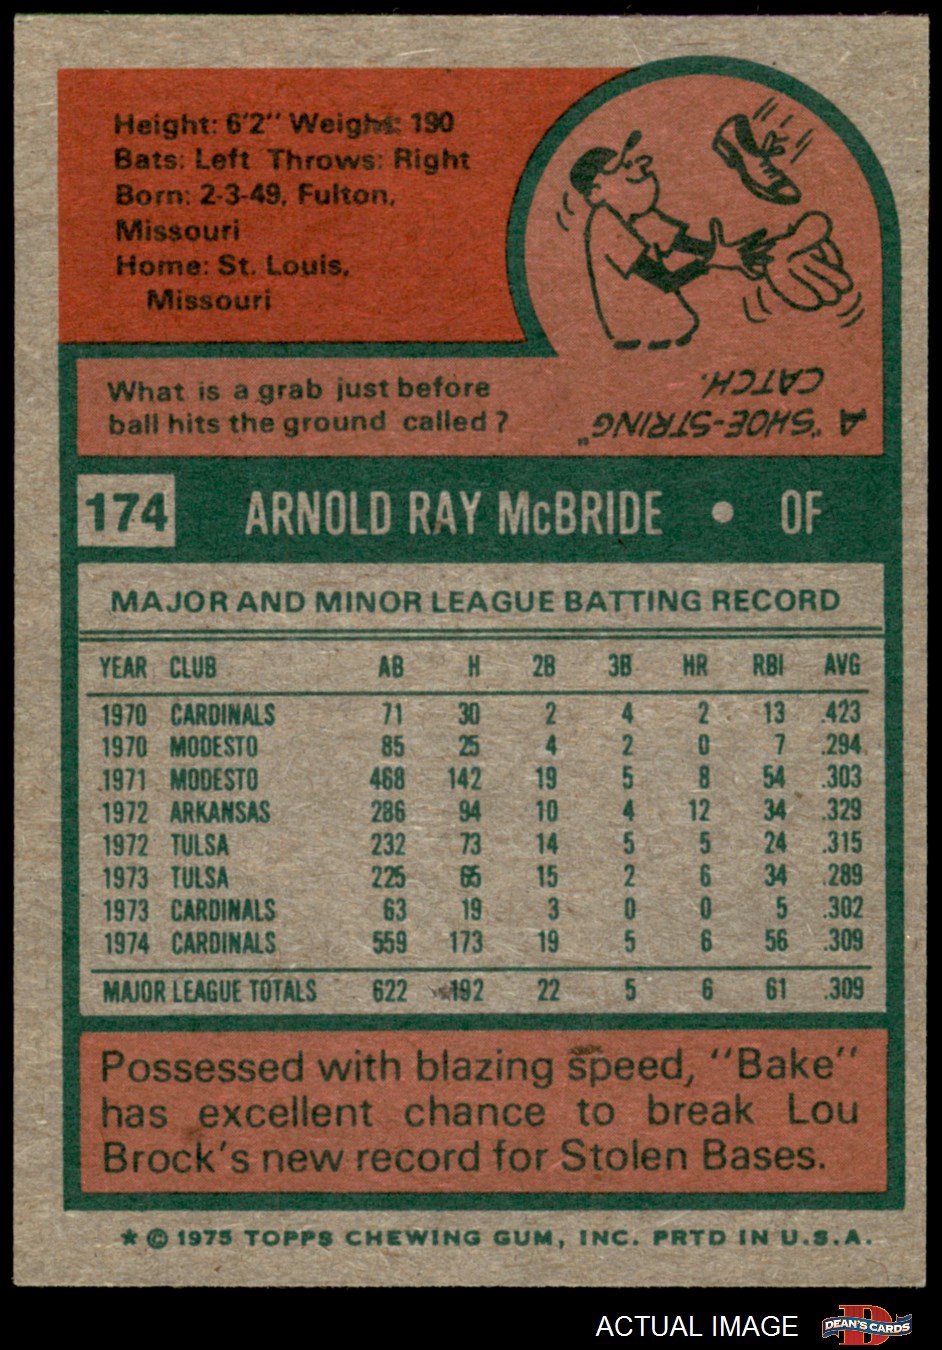 Height: 6'2" Weight: 190
Bats: Left Throws: Right
Born: 2-3-49, Fulton,
Missouri
Home: St. Louis,
Missouri
What is a grab just before
ball hits the ground called?
A "SHOE-STRING"
CATCH.
174 ARNOLD RAY McBRIDE • OF
MAJOR AND MINOR LEAGUE BATTING RECORD
YEAR CLUB AB H 2B 3B HR RBI AVG
1970 CARDINALS 71 30 2 4 2 13 .423
1970 MODESTO 85 25 4 2 0 7 .294
1971 MODESTO 468 142 19 5 8 54 .303
1972 ARKANSAS 286 94 10 4 12 34 .329
1972 TULSA 232 73 14 5 5 24 .315
1973 TULSA 225 65 15 2 6 34 .289
1973 CARDINALS 63 19 3 0 0 5 .302
1974 CARDINALS 559 173 19 5 6 56 .309
MAJOR LEAGUE TOTALS 622 192 22 5 6 61 .309
Possessed with blazing speed, "Bake"
has excellent chance to break Lou
Brock's new record for Stolen Bases.
* © 1975 TOPPS CHEWING GUM, INC. PRTD IN U.S.A.
ACTUAL IMAGE
DEAN'S CARDS